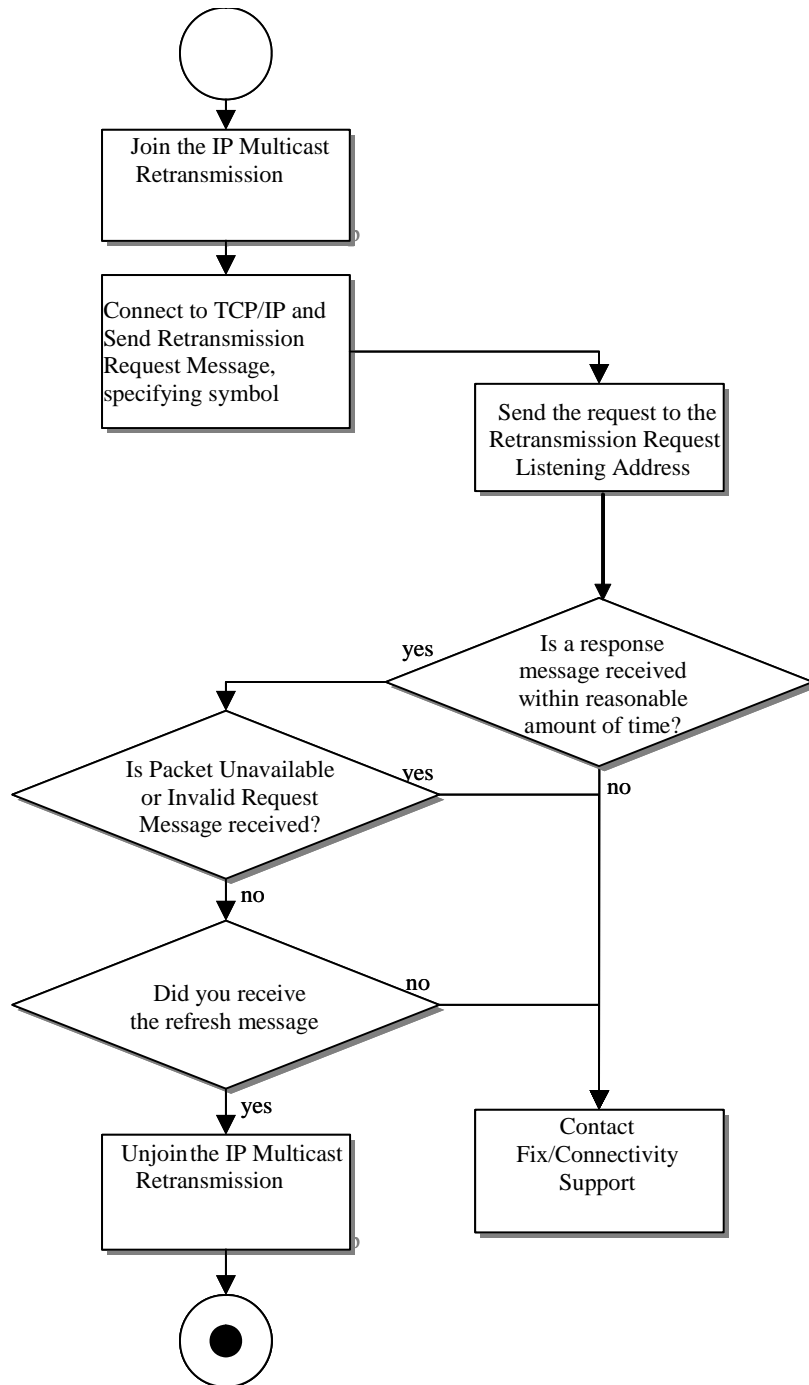 Join the IP Multicast
Retransmission
p
Connect to TCP/IP and
Send Retransmission
Request Message,
specifying symbol
Send the request to the
Retransmission Request
Listening Address
Is a response
message received
within reasonable
amount of time?
yes
no
Is Packet Unavailable
or Invalid Request
Message received?
yes
no
Did you receive
the refresh message
no
yes
Unjoin the IP Multicast
Retransmission
p
Contact
Fix/Connectivity
Support